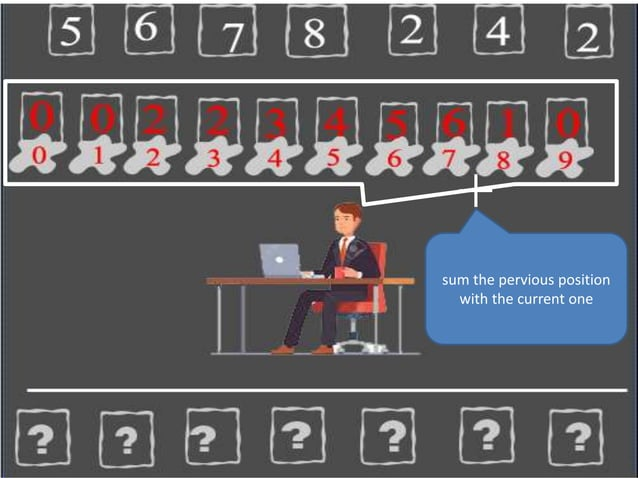 5 6 7 8 2 4 2
0 0 2 2 3 4 5 6 1 0
0 1 2 3 4 5 6 7 8 9
sum the pervious position
with the current one
? ? ? ? ? ? ?